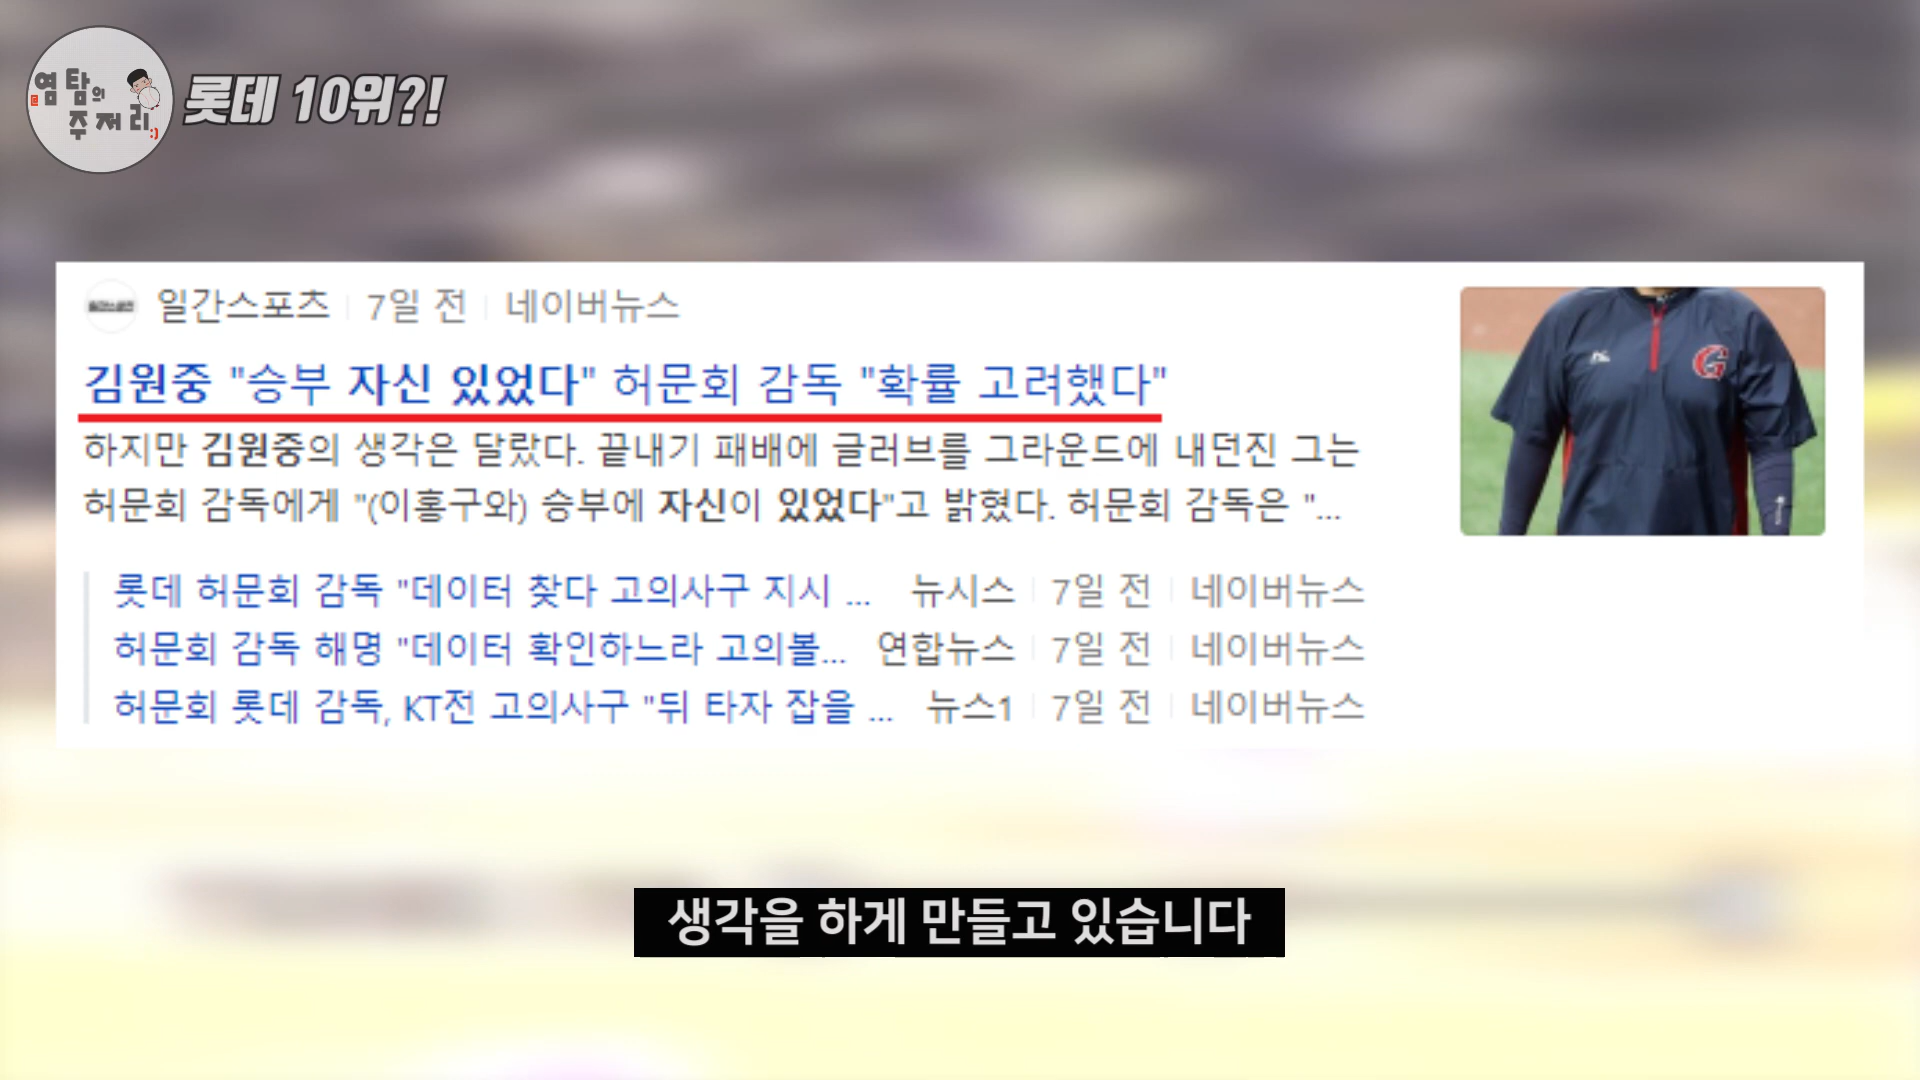 염탐의
주저리:)
롯데 10위?!
일간스포츠 7일 전 네이버뉴스
김원중 "승부 자신 있었다" 허문회 감독 "확률 고려했다"
하지만 김원중의 생각은 달랐다. 끝내기 패배에 글러브를 그라운드에 내던진 그는
허문회 감독에게 "(이홍구와) 승부에 자신이 있었다"고 밝혔다. 허문회 감독은 "...
롯데 허문회 감독 "데이터 찾다 고의사구 지시 ... 뉴시스 7일 전 네이버뉴스
허문회 감독 해명 "데이터 확인하느라 고의볼... 연합뉴스 7일 전 네이버뉴스
허문회 롯데 감독, KT전 고의사구 "뒤 타자 잡을 ... 뉴스1 7일 전 네이버뉴스
G
생각을 하게 만들고 있습니다